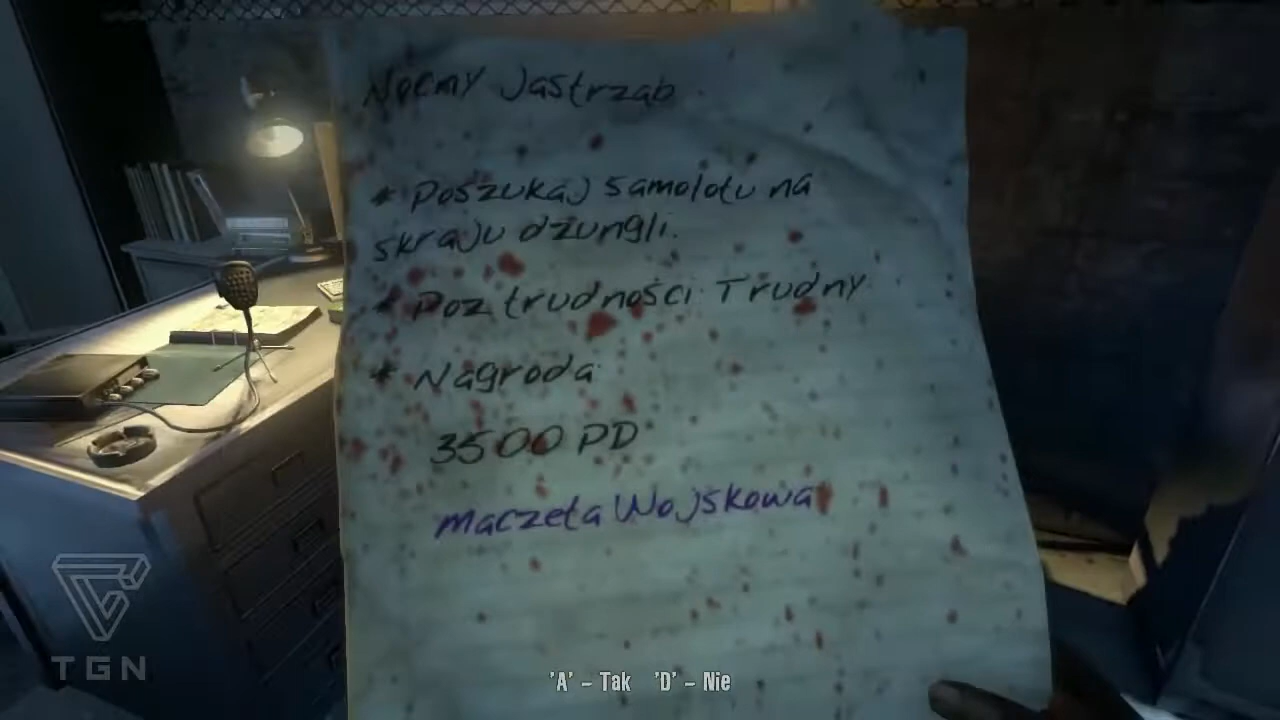 Nocny Jastrząb
* Poszukaj samolotu na
skraju dżungli.
* Poz trudności: Trudny
* Nagroda:
3500 PD
Maczeta Wojskowa
TGN
'A' – Tak 'D' – Nie